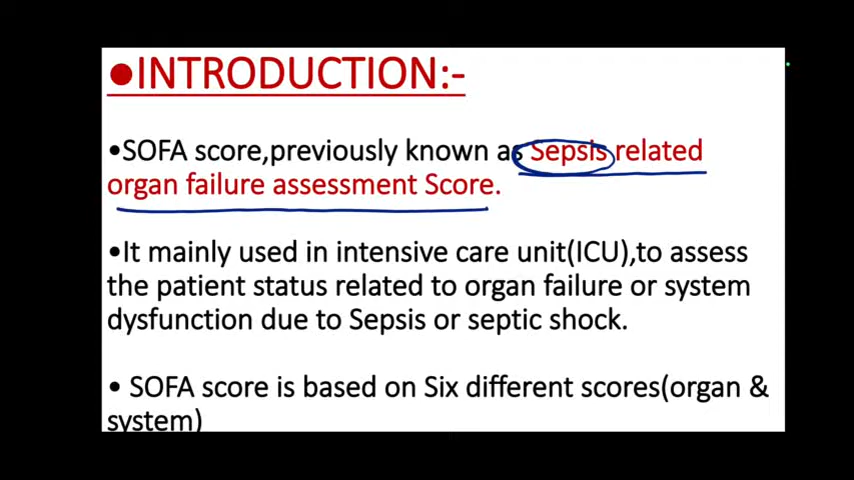 ●INTRODUCTION:-
•SOFA score,previously known as Sepsis related
organ failure assessment Score.
•It mainly used in intensive care unit(ICU),to assess
the patient status related to organ failure or system
dysfunction due to Sepsis or septic shock.
• SOFA score is based on Six different scores(organ &
system)